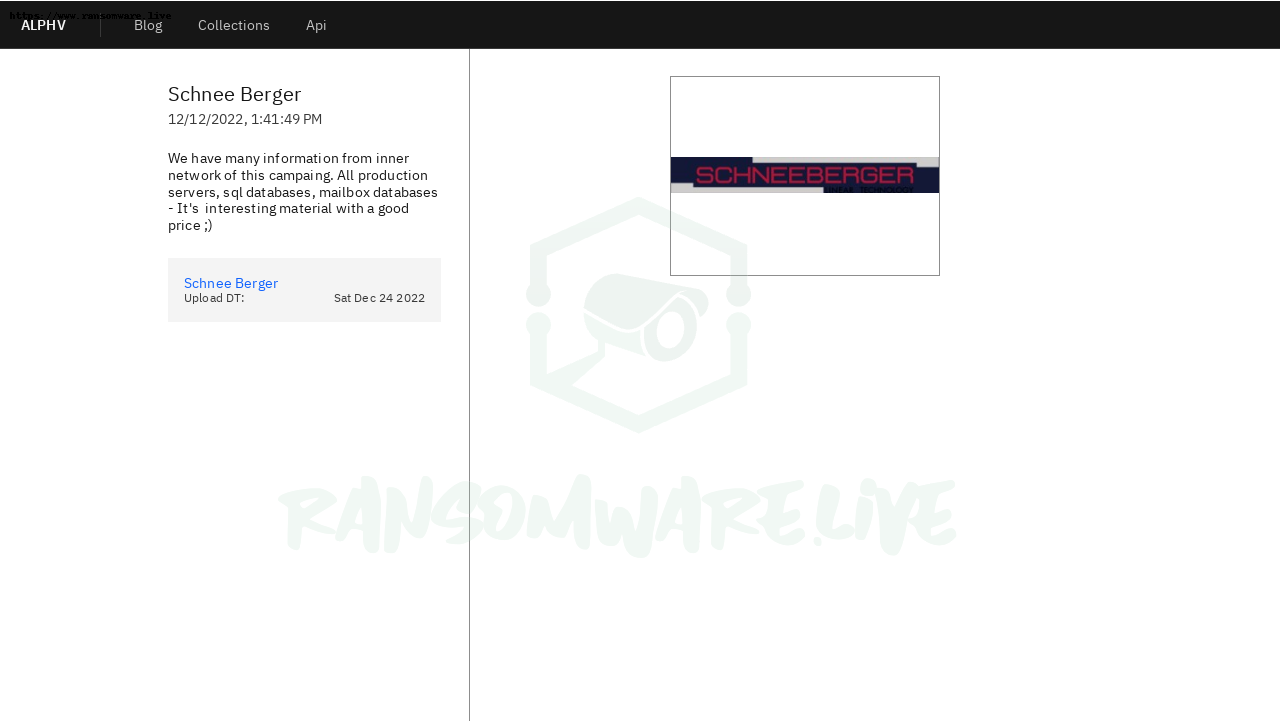 https://www.ransomware.live
ALPHV
Blog
Collections
Api
Schnee Berger
12/12/2022, 1:41:49 PM
We have many information from inner
network of this campaing. All production
servers, sql databases, mailbox databases
- It's interesting material with a good
price ;)
Schnee Berger
Upload DT: Sat Dec 24 2022
SCHNEEBERGER
LINEAR TECHNOLOGY
RANSOMWARE.LIVE